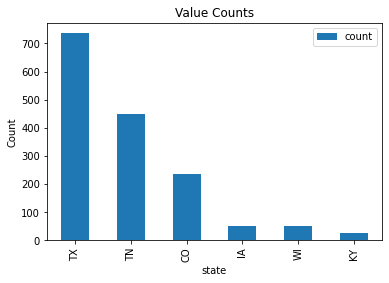 Value Counts
count
Count
700
600
500
400
300
200
100
0
TX
TN
CO
IA
WI
KY
state